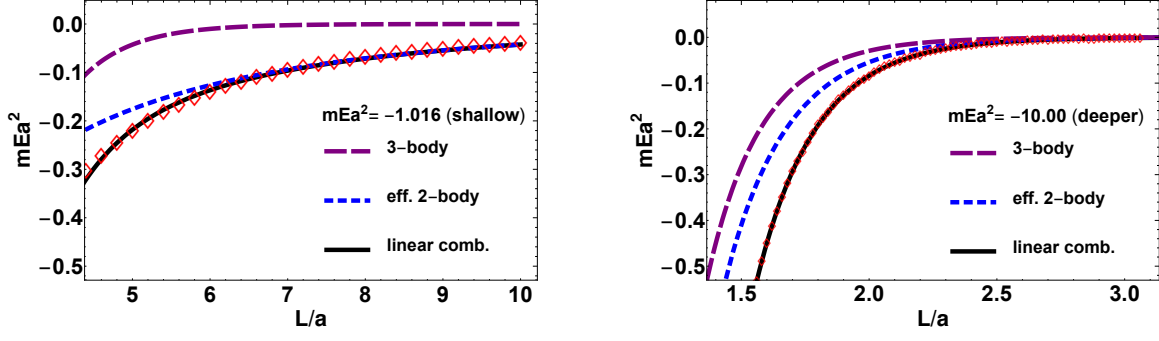 0.0
−0.1
−0.2
−0.3
−0.4
−0.5
mEa²
mEa²= −1.016 (shallow)
3−body
eff. 2−body
linear comb.
5 6 7 8 9 10
L/a
0.0
−0.1
−0.2
−0.3
−0.4
−0.5
mEa²
mEa²= −10.00 (deeper)
3−body
eff. 2−body
linear comb.
1.5 2.0 2.5 3.0
L/a